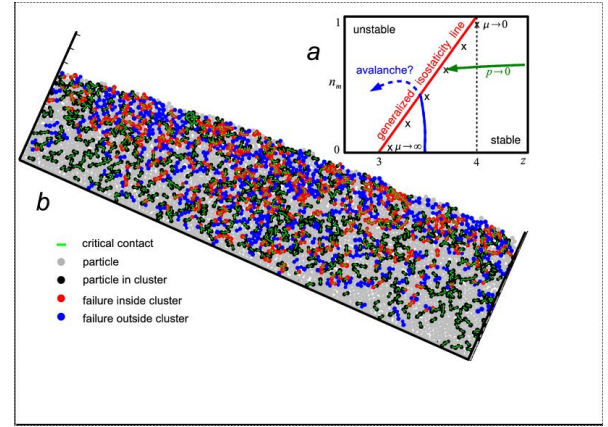 a
1
unstable
generalized isostaticity line
x μ→0
x
avalanche?
x
p→0
n_m
x
x
stable
0
x μ→∞
3
4
z
b
critical contact
particle
particle in cluster
failure inside cluster
failure outside cluster